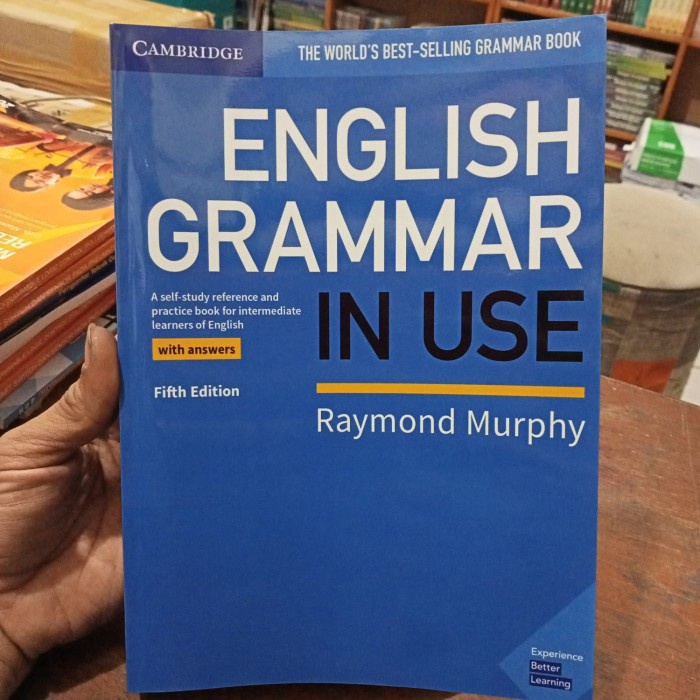 CAMBRIDGE
THE WORLD'S BEST-SELLING GRAMMAR BOOK
ENGLISH
GRAMMAR
IN USE
A self-study reference and
practice book for intermediate
learners of English
with answers
Fifth Edition
Raymond Murphy
Experience
Better
Learning